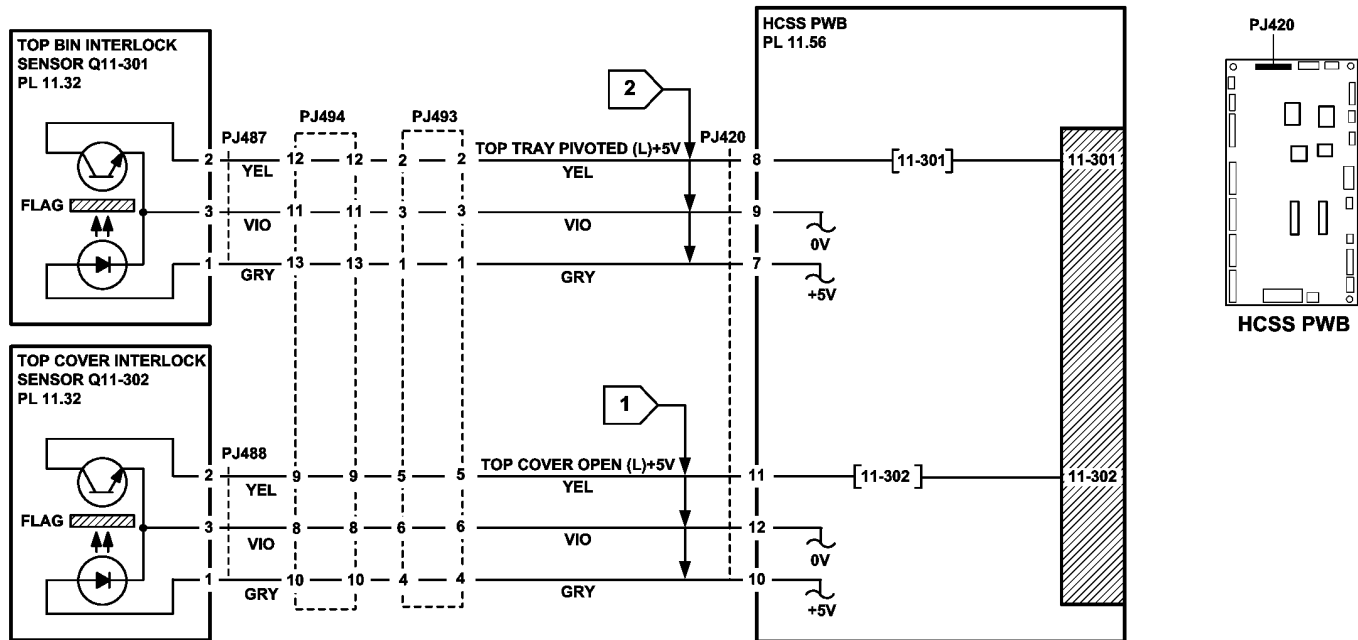 TOP BIN INTERLOCK
SENSOR Q11-301
PL 11.32
FLAG
2
3
1
PJ487
YEL
VIO
GRY
PJ494
12 12
11 11
13 13
PJ493
2 2
3 3
1 1
2
TOP TRAY PIVOTED (L)+5V
YEL
VIO
GRY
PJ420
HCSS PWB
PL 11.56
8
9
7
0V
+5V
11-301
11-301
TOP COVER INTERLOCK
SENSOR Q11-302
PL 11.32
FLAG
2
3
1
PJ488
YEL
VIO
GRY
9 9
8 8
10 10
5 5
6 6
4 4
1
TOP COVER OPEN (L)+5V
YEL
VIO
GRY
11
12
10
0V
+5V
11-302
11-302
PJ420
HCSS PWB